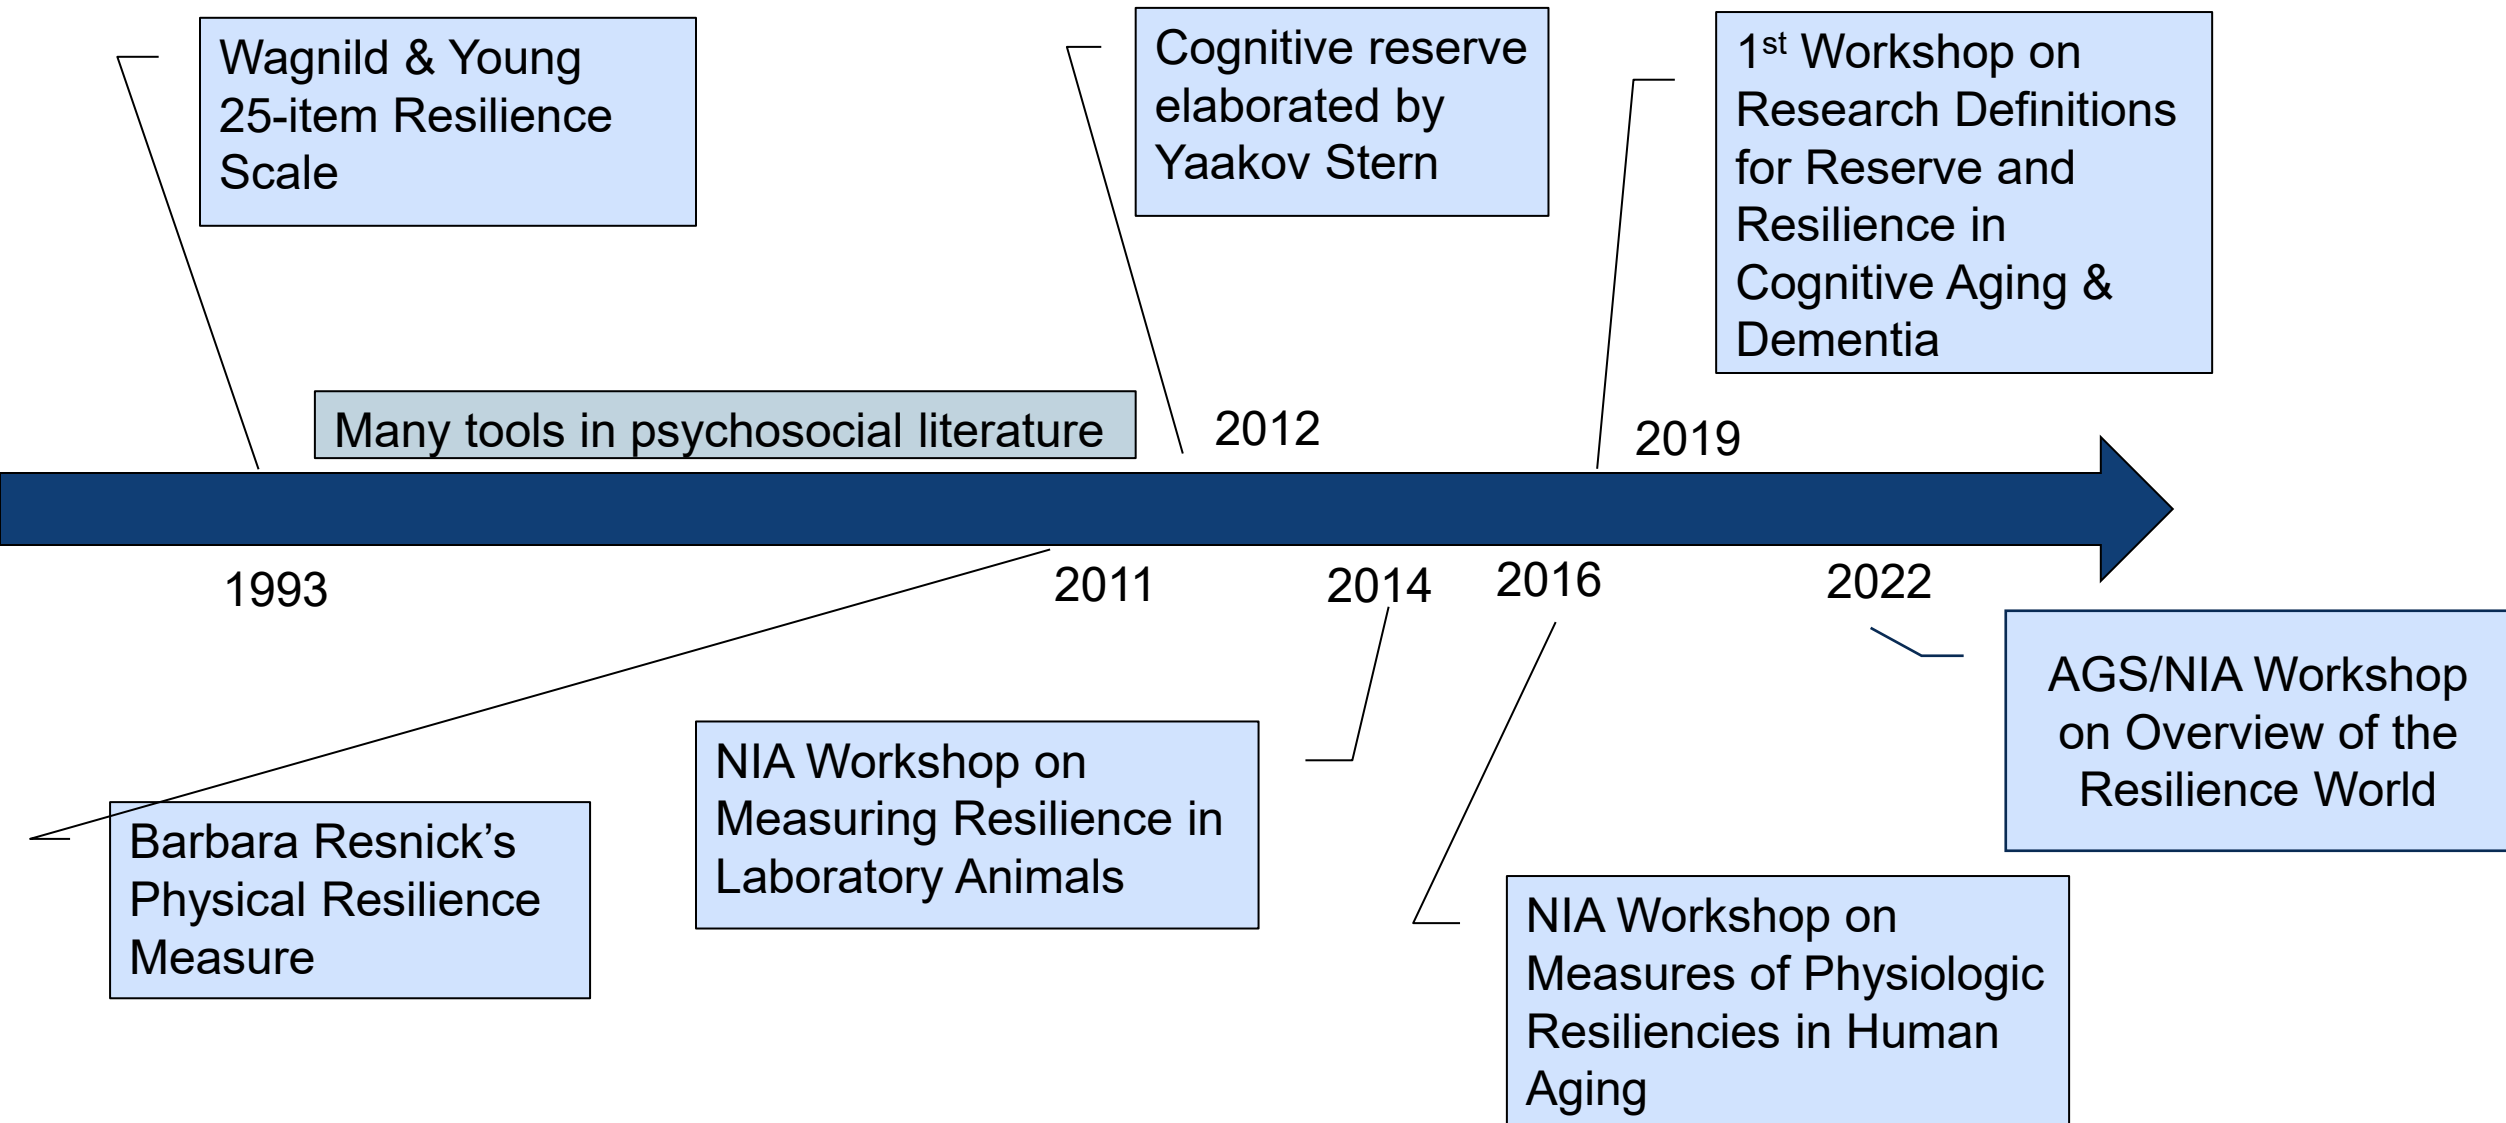 Wagnild & Young
25-item Resilience
Scale
Cognitive reserve
elaborated by
Yaakov Stern
1st Workshop on
Research Definitions
for Reserve and
Resilience in
Cognitive Aging &
Dementia
Many tools in psychosocial literature
2012
2019
1993
2011
2014
2016
2022
Barbara Resnick’s
Physical Resilience
Measure
NIA Workshop on
Measuring Resilience in
Laboratory Animals
NIA Workshop on
Measures of Physiologic
Resiliencies in Human
Aging
AGS/NIA Workshop
on Overview of the
Resilience World